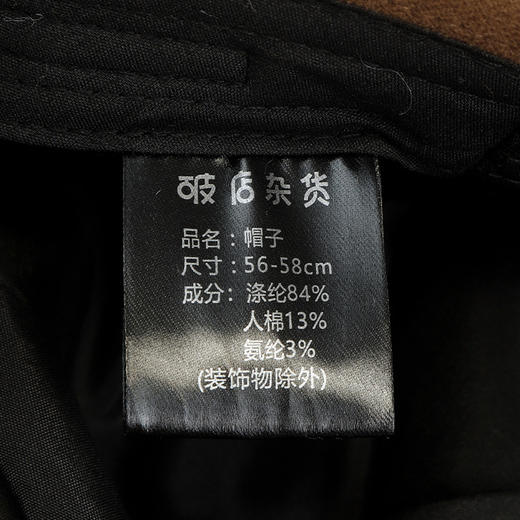 破店杂货
品名：帽子
尺寸：56-58cm
成分：涤纶84%
人棉13%
氨纶3%
(装饰物除外)